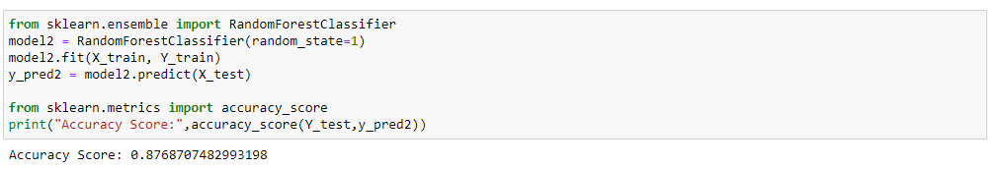 from sklearn.ensemble import RandomForestClassifier
model2 = RandomForestClassifier(random_state=1)
model2.fit(X_train, Y_train)
y_pred2 = model2.predict(X_test)
from sklearn.metrics import accuracy_score
print("Accuracy Score:",accuracy_score(Y_test,y_pred2))
Accuracy Score: 0.8768707482993198